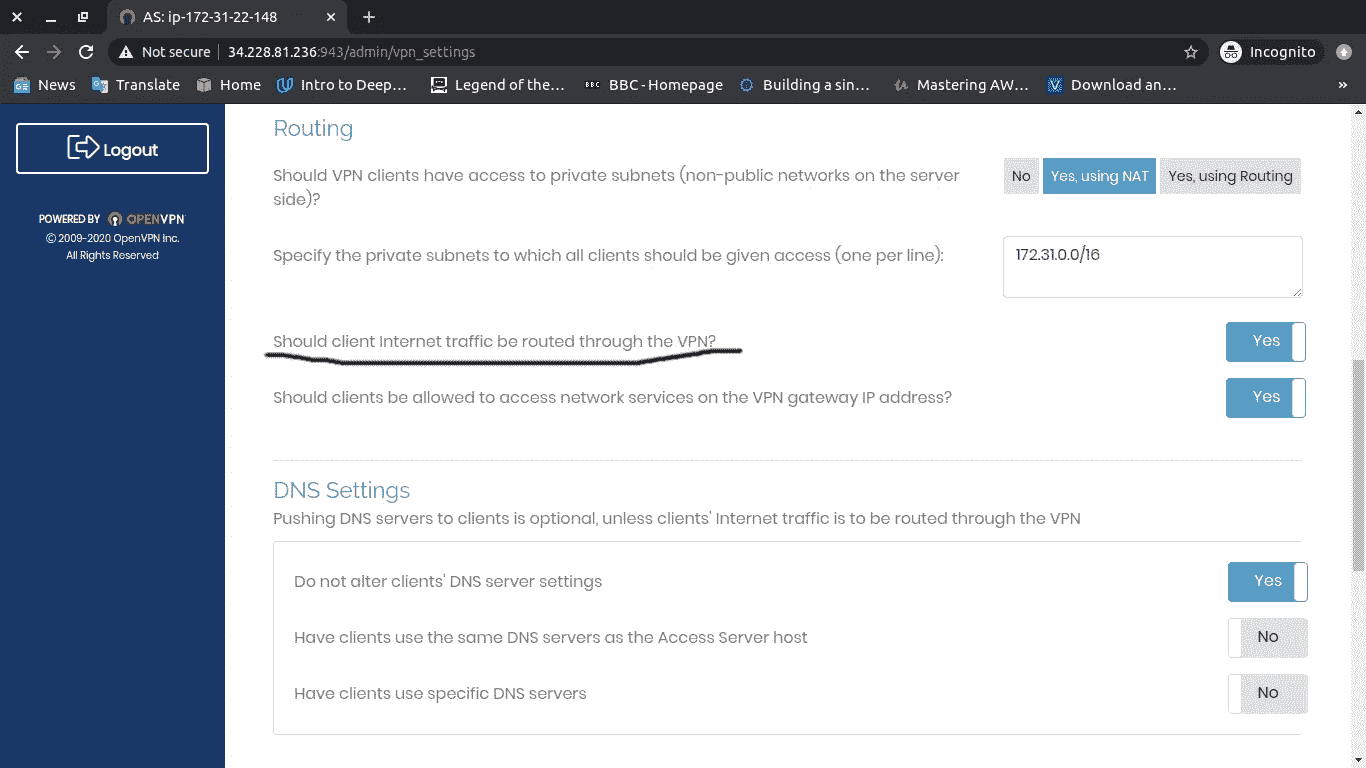 AS: ip-172-31-22-148
Not secure 34.228.81.236:943/admin/vpn_settings Incognito
News Translate Home Intro to Deep... Legend of the... BBC BBC - Homepage Building a sin... Mastering AW... Download an... »
Logout
POWERED BY OPENVPN
© 2009-2020 OpenVPN Inc.
All Rights Reserved
Routing
Should VPN clients have access to private subnets (non-public networks on the server
side)?
No Yes, using NAT Yes, using Routing
Specify the private subnets to which all clients should be given access (one per line):
172.31.0.0/16
Should client Internet traffic be routed through the VPN? Yes
Should clients be allowed to access network services on the VPN gateway IP address? Yes
DNS Settings
Pushing DNS servers to clients is optional, unless clients' Internet traffic is to be routed through the VPN
Do not alter clients' DNS server settings Yes
Have clients use the same DNS servers as the Access Server host No
Have clients use specific DNS servers No